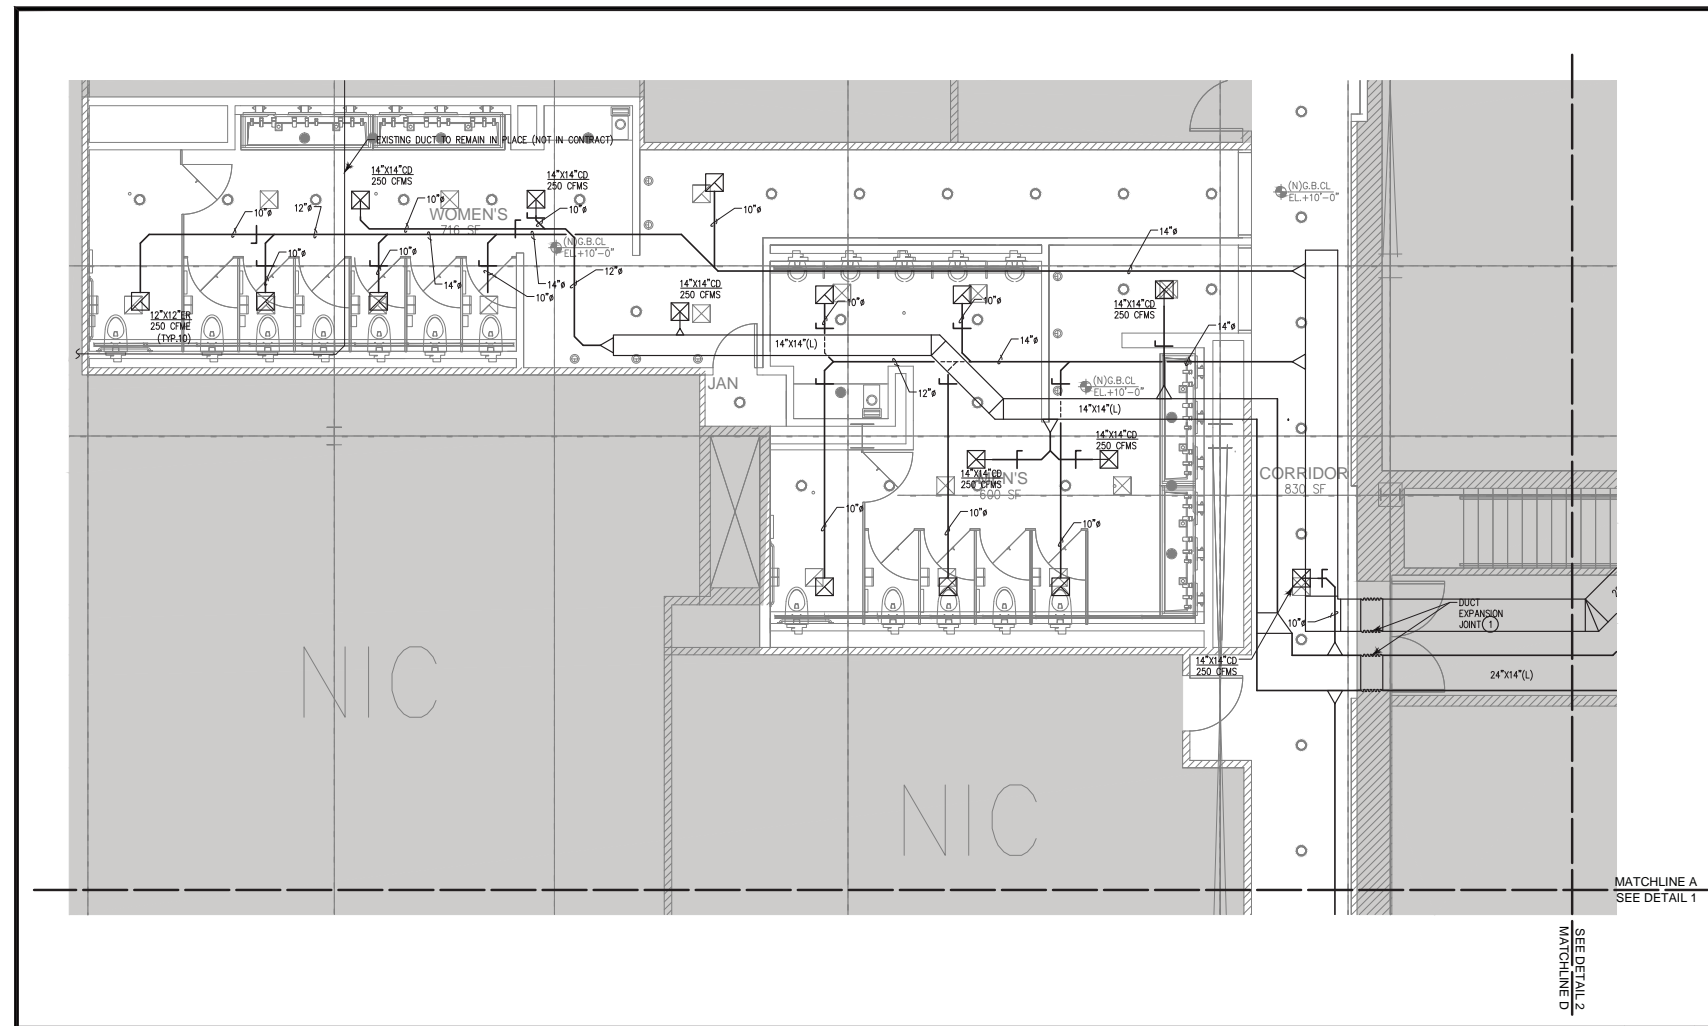 EXISTING DUCT TO REMAIN IN PLACE (NOT IN CONTRACT)
14"X14"CD
250 CFMS
14"X14"CD
250 CFMS
10"ø
12"ø
10"ø
WOMEN'S
716 SF
10"ø
10"ø
14"ø
(N)G.B.CL
EL.+10'-0"
(N)G.B.CL
EL.+10'-0"
10"ø
10"ø
14"ø
10"ø
14"ø
12"ø
14"X14"CD
250 CFMS
12"X12"ER
250 CFME
(TYP.10)
10"ø
10"ø
14"X14"CD
250 CFMS
14"ø
14"X14"(L)
14"ø
JAN
12"ø
(N)G.B.CL
EL.+10'-0"
14"X14"(L)
14"X14"CD
250 CFMS
14"X14"CD
250 CFMS
MEN'S
600 SF
CORRIDOR
830 SF
10"ø
10"ø
10"ø
10"ø
DUCT
EXPANSION
JOINT 1
14"X14"CD
250 CFMS
24"X14"(L)
NIC
NIC
MATCHLINE A
SEE DETAIL 1
SEE DETAIL 2
MATCHLINE D